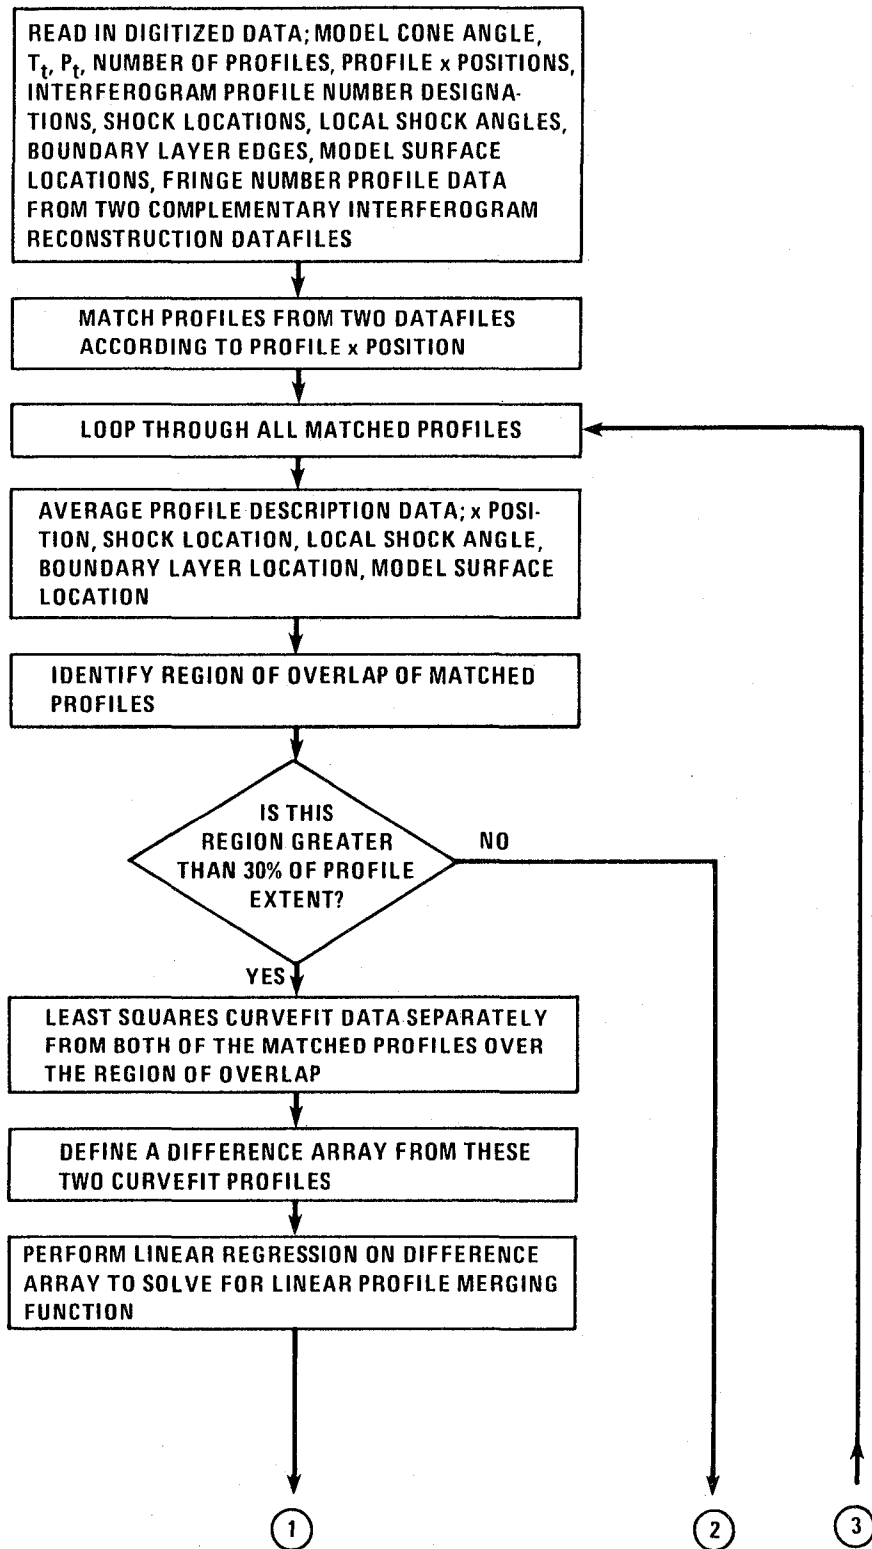 READ IN DIGITIZED DATA; MODEL CONE ANGLE,
Tt, Pt, NUMBER OF PROFILES, PROFILE x POSITIONS,
INTERFEROGRAM PROFILE NUMBER DESIGNA-
TIONS, SHOCK LOCATIONS, LOCAL SHOCK ANGLES,
BOUNDARY LAYER EDGES, MODEL SURFACE
LOCATIONS, FRINGE NUMBER PROFILE DATA
FROM TWO COMPLEMENTARY INTERFEROGRAM
RECONSTRUCTION DATAFILES
MATCH PROFILES FROM TWO DATAFILES
ACCORDING TO PROFILE x POSITION
LOOP THROUGH ALL MATCHED PROFILES
AVERAGE PROFILE DESCRIPTION DATA; x POSI-
TION, SHOCK LOCATION, LOCAL SHOCK ANGLE,
BOUNDARY LAYER LOCATION, MODEL SURFACE
LOCATION
IDENTIFY REGION OF OVERLAP OF MATCHED
PROFILES
IS THIS
REGION GREATER
THAN 30% OF PROFILE
EXTENT?
NO
YES
LEAST SQUARES CURVEFIT DATA SEPARATELY
FROM BOTH OF THE MATCHED PROFILES OVER
THE REGION OF OVERLAP
DEFINE A DIFFERENCE ARRAY FROM THESE
TWO CURVEFIT PROFILES
PERFORM LINEAR REGRESSION ON DIFFERENCE
ARRAY TO SOLVE FOR LINEAR PROFILE MERGING
FUNCTION
1
2
3